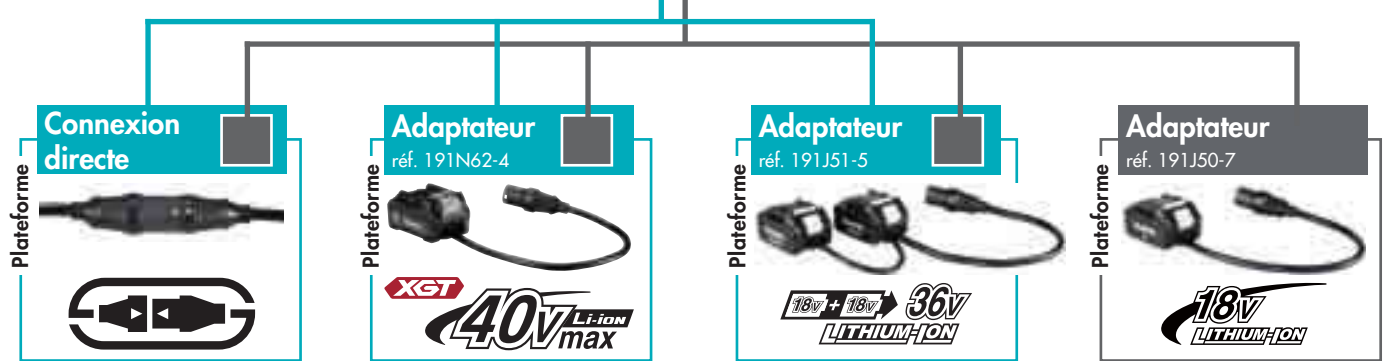 Plateforme
Connexion
directe
Plateforme
Adaptateur
réf. 191N62-4
XGT
40v Li-ion
max
Plateforme
Adaptateur
réf. 191J51-5
18v + 18v 36v
LITHIUM-ION
Plateforme
Adaptateur
réf. 191J50-7
18v
LITHIUM-ION